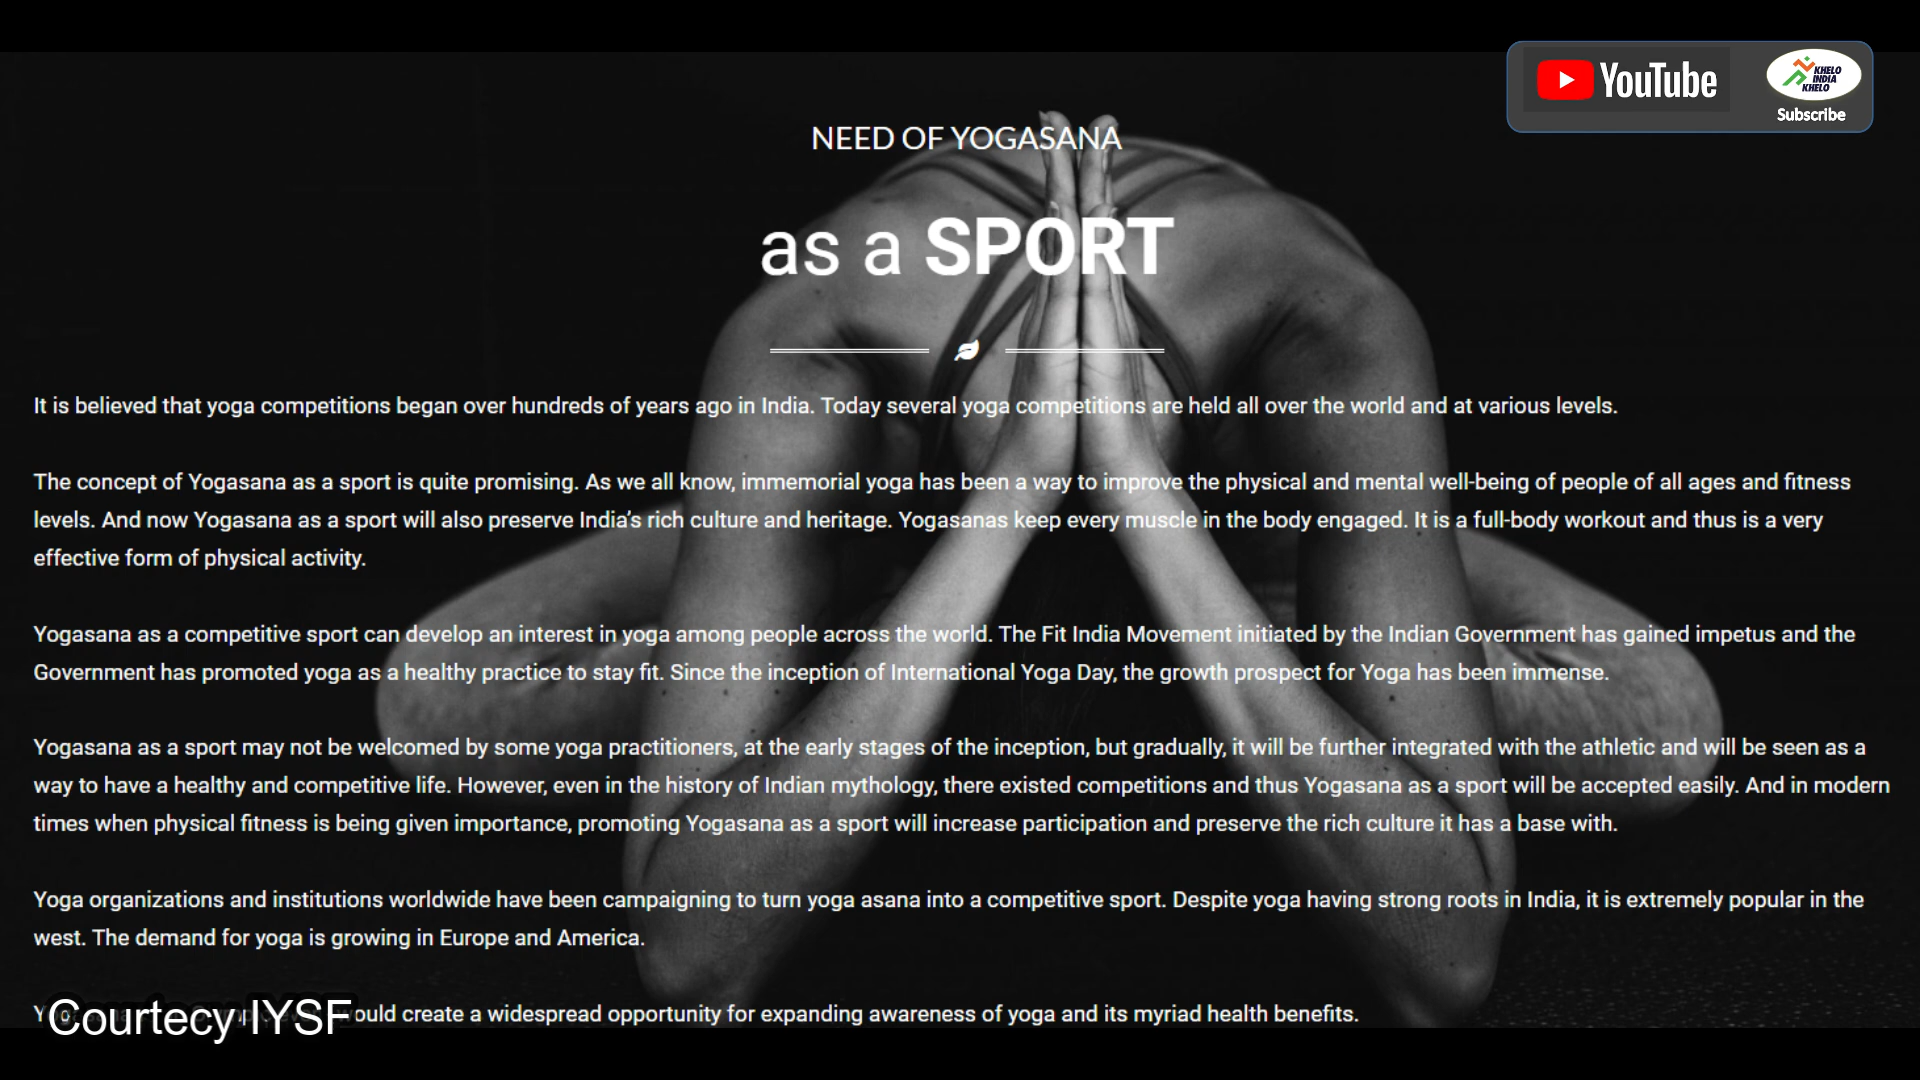 YouTube
KHELO
INDIA
KHELO
Subscribe
NEED OF YOGASANA
as a SPORT
It is believed that yoga competitions began over hundreds of years ago in India. Today several yoga competitions are held all over the world and at various levels.
The concept of Yogasana as a sport is quite promising. As we all know, immemorial yoga has been a way to improve the physical and mental well-being of people of all ages and fitness
levels. And now Yogasana as a sport will also preserve India's rich culture and heritage. Yogasanas keep every muscle in the body engaged. It is a full-body workout and thus is a very
effective form of physical activity.
Yogasana as a competitive sport can develop an interest in yoga among people across the world. The Fit India Movement initiated by the Indian Government has gained impetus and the
Government has promoted yoga as a healthy practice to stay fit. Since the inception of International Yoga Day, the growth prospect for Yoga has been immense.
Yogasana as a sport may not be welcomed by some yoga practitioners, at the early stages of the inception, but gradually, it will be further integrated with the athletic and will be seen as a
way to have a healthy and competitive life. However, even in the history of Indian mythology, there existed competitions and thus Yogasana as a sport will be accepted easily. And in modern
times when physical fitness is being given importance, promoting Yogasana as a sport will increase participation and preserve the rich culture it has a base with.
Yoga organizations and institutions worldwide have been campaigning to turn yoga asana into a competitive sport. Despite yoga having strong roots in India, it is extremely popular in the
west. The demand for yoga is growing in Europe and America.
create a widespread opportunity for expanding awareness of yoga and its myriad health benefits.
Courtecy IYSF